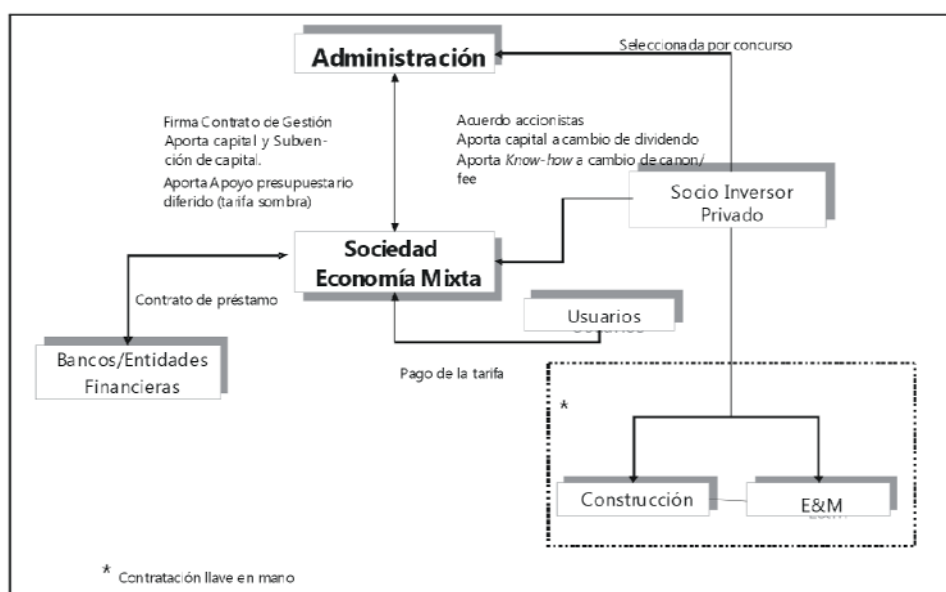 Administración
Seleccionada por concurso
Firma Contrato de Gestión
Aporta capital y Subven-
ción de capital.
Aporta Apoyo presupuestario
diferido (tarifa sombra)
Acuerdo accionistas
Aporta capital a cambio de dividendo
Aporta Know-how a cambio de canon/
fee
Socio Inversor
Privado
Sociedad
Economía Mixta
Contrato de préstamo
Usuarios
Bancos/Entidades
Financieras
Pago de la tarifa
*
Construcción
E&M
* Contratación llave en mano